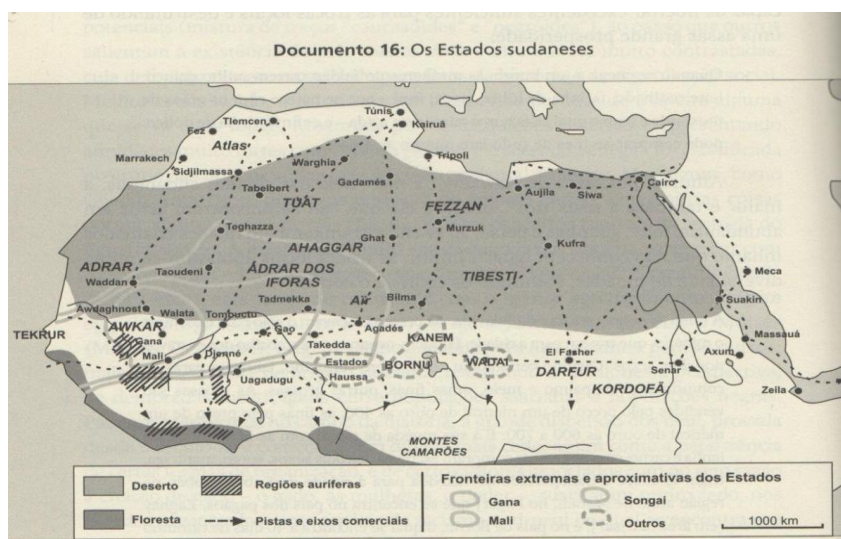 Documento 16: Os Estados sudaneses
Tlemcen
Túnis
Fez
Kairuã
Atlas
Marrakech
Warghia
Tripoli
Sidjilmassa
Gadamés
Cairo
Tabelbert
Aujila
Siwa
TUAT
FEZZAN
Teghazza
Murzuk
AHAGGAR
Ghat
Kufra
ADRAR
Taoudeni
ADRAR DOS
IFORAS
TIBESTI
Meca
Waddan
Tadmekka
Aïr
Bilma
Suakin
Awdaghost
Walata
Tombuctu
TEKRUR
AWKAR
Gao
Agadés
KANEM
Massauá
Gana
Takedda
Mali
Djenné
Estados
Haussa
BORNU
WADAI
El Fasher
DARFUR
Senar
Axum
Uagadugu
KORDOFÃ
Zeila
MONTES
CAMARÕES
Deserto
Regiões auríferas
Fronteiras extremas e aproximativas dos Estados
Gana
Songai
Floresta
Pistas e eixos comerciais
Mali
Outros
1000 km